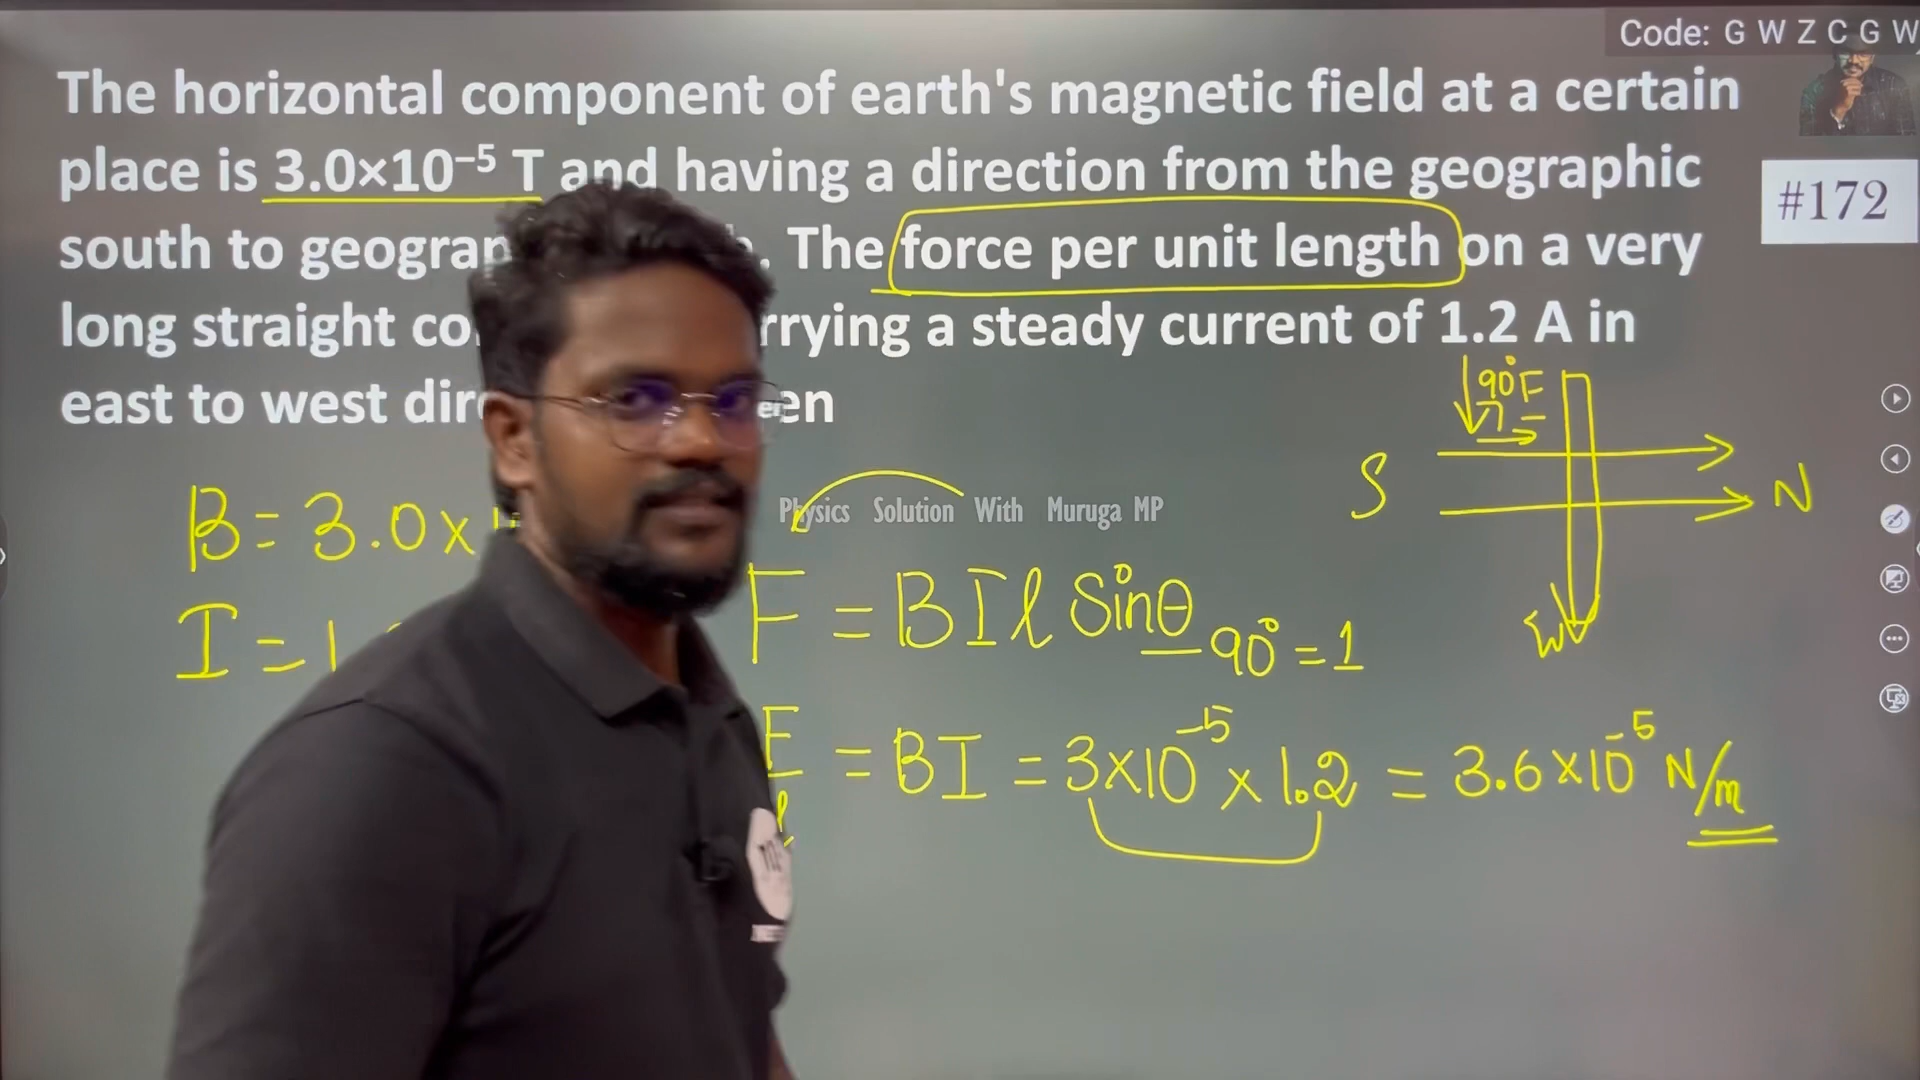 Code: G W Z C G W
The horizontal component of earth's magnetic field at a certain
place is 3.0×10⁻⁵ T and having a direction from the geographic
south to geograp . The force per unit length on a very
long straight co rrying a steady current of 1.2 A in
east to west dir een
#172
90° F
S
N
W
B = 3.0 x
Physics Solution With Muruga MP
F = B I l Sinθ
90° = 1
I = 1
F/l = BI = 3×10⁻⁵ × 1.2 = 3.6×10⁻⁵ N/m